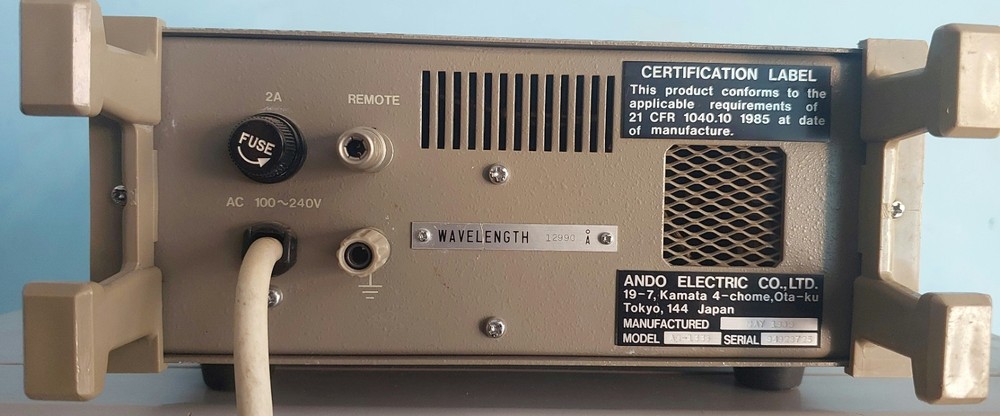 2A
REMOTE
FUSE
AC 100~240V
WAVELENGTH 12990 Å
CERTIFICATION LABEL
This product conforms to the
applicable requirements of
21 CFR 1040.10 1985 at date
of manufacture.
ANDO ELECTRIC CO.,LTD.
19-7, Kamata 4-chome,Ota-ku
Tokyo, 144 Japan
MANUFACTURED
MODEL
SERIAL